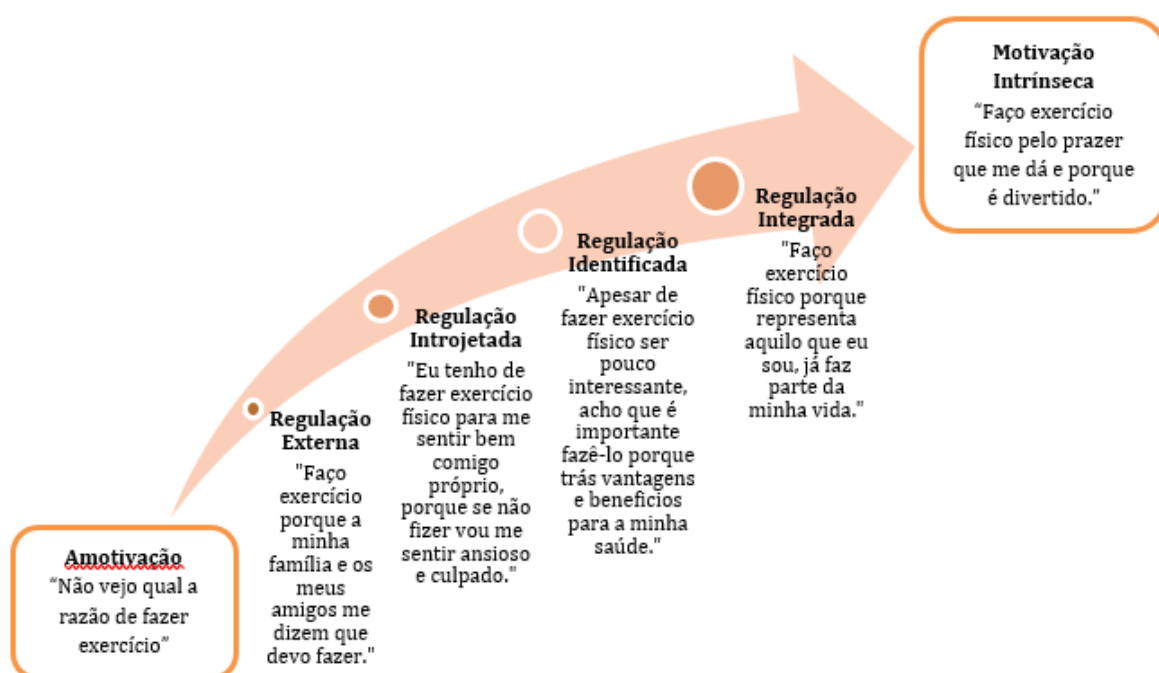 Amotivação
“Não vejo qual a
razão de fazer
exercício”
Regulação
Externa
"Faço
exercício
porque a
minha
família e os
meus
amigos me
dizem que
devo fazer."
Regulação
Introjetada
"Eu tenho de
fazer exercício
físico para me
sentir bem
comigo
próprio,
porque se não
fizer vou me
sentir ansioso
e culpado."
Regulação
Identificada
"Apesar de
fazer exercício
físico ser
pouco
interessante,
acho que é
importante
fazê-lo porque
trás vantagens
e beneficios
para a minha
saúde."
Regulação
Integrada
"Faço
exercício
físico porque
representa
aquilo que eu
sou, já faz
parte da
minha vida."
Motivação
Intrínseca
“Faço exercício
físico pelo prazer
que me dá e porque
é divertido.”